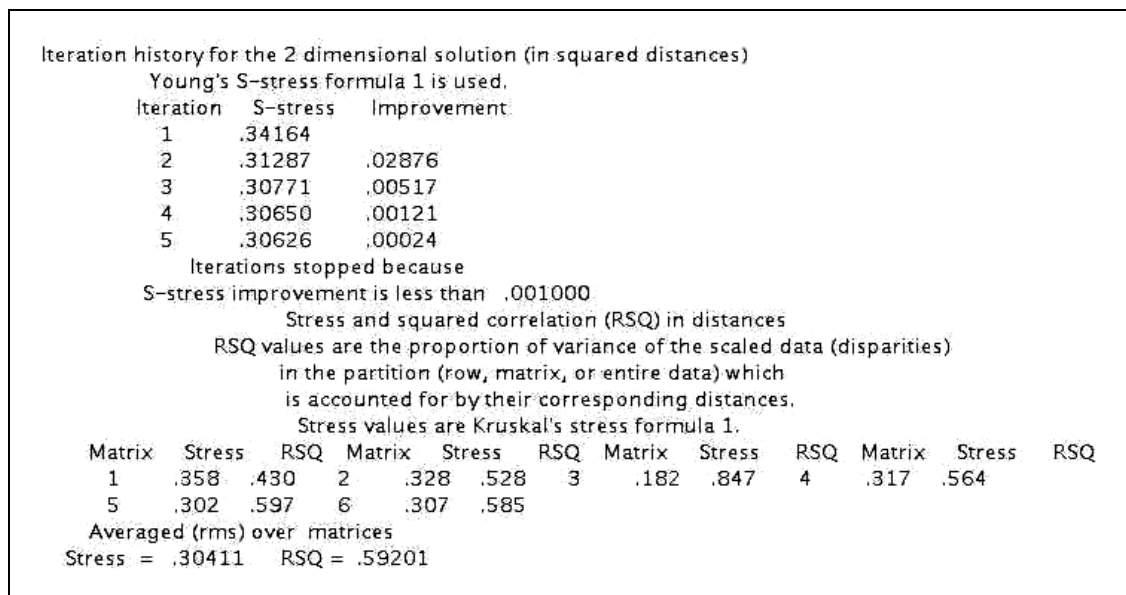 Iteration history for the 2 dimensional solution (in squared distances)
Young's S-stress formula 1 is used.
Iteration S-stress Improvement
1 .34164
2 .31287 .02876
3 .30771 .00517
4 .30650 .00121
5 .30626 .00024
Iterations stopped because
S-stress improvement is less than .001000
Stress and squared correlation (RSQ) in distances
RSQ values are the proportion of variance of the scaled data (disparities)
in the partition (row, matrix, or entire data) which
is accounted for by their corresponding distances.
Stress values are Kruskal's stress formula 1.
Matrix Stress RSQ Matrix Stress RSQ Matrix Stress RSQ Matrix Stress RSQ
1 .358 .430 2 .328 .528 3 .182 .847 4 .317 .564
5 .302 .597 6 .307 .585
Averaged (rms) over matrices
Stress = .30411 RSQ = .59201